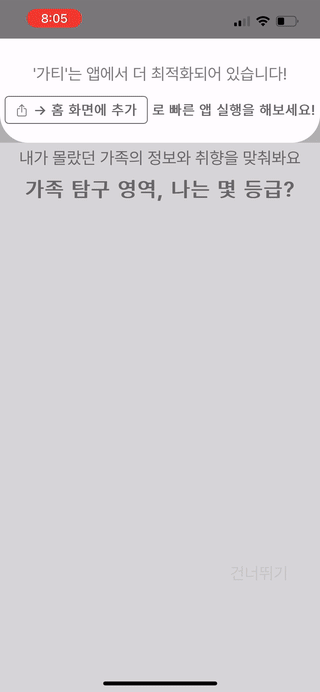 8:05
'가티'는 앱에서 더 최적화되어 있습니다!
→ 홈 화면에 추가 로 빠른 앱 실행을 해보세요!
내가 몰랐던 가족의 정보와 취향을 맞춰봐요
가족 탐구 영역, 나는 몇 등급?
건너뛰기